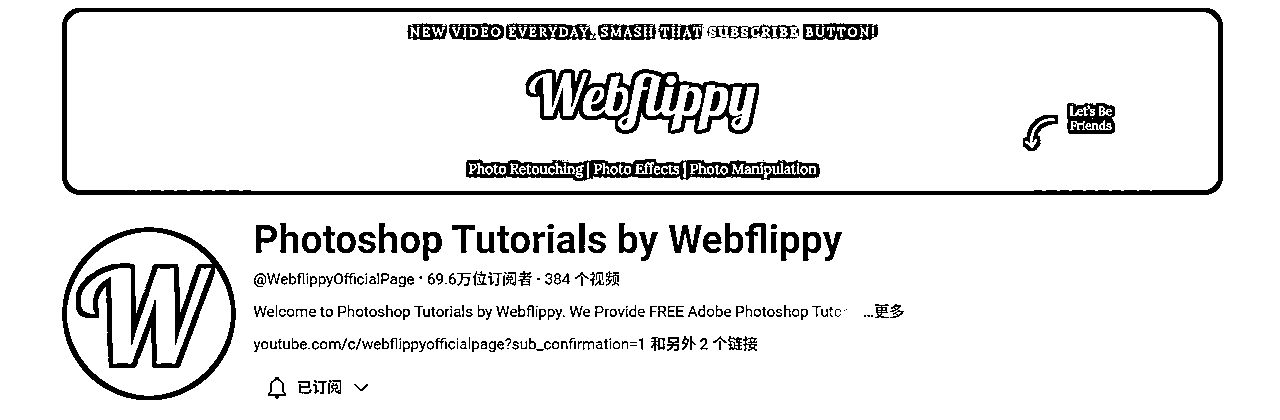 NEW VIDEO EVERYDAY, SMASH THAT SUBSCRIBE BUTTON!
Webflippy
Let's Be
Friends
Photo Retouching | Photo Effects | Photo Manipulation
W
Photoshop Tutorials by Webflippy
@WebflippyOfficialPage · 69.6万位订阅者 · 384 个视频
Welcome to Photoshop Tutorials by Webflippy. We Provide FREE Adobe Photoshop Tuto ...更多
youtube.com/c/webflippyofficialpage?sub_confirmation=1 和另外 2 个链接
已订阅